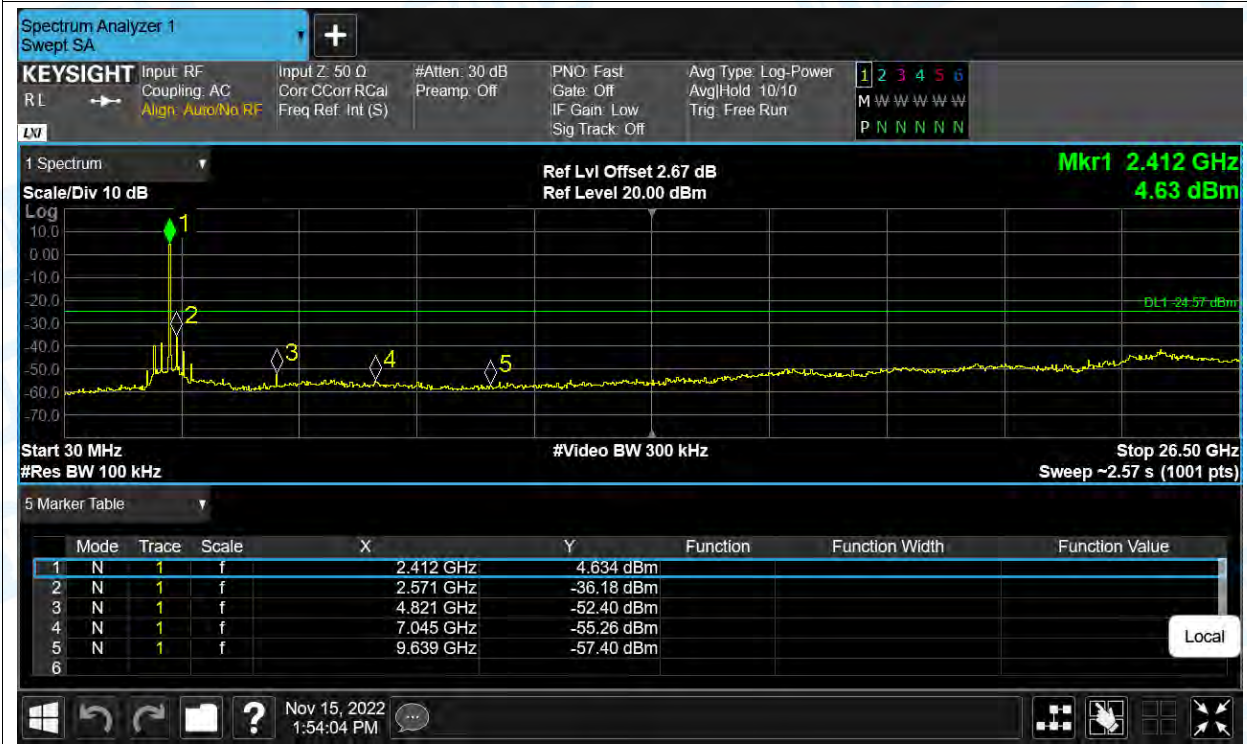 Spectrum Analyzer 1
Swept SA
+
KEYSIGHT
RL
LXI
Input: RF
Coupling: AC
Align: Auto/No RF
Input Z: 50 Ω
Corr CCorr RCal
Freq Ref: Int (S)
#Atten: 30 dB
Preamp: Off
PNO: Fast
Gate: Off
IF Gain: Low
Sig Track: Off
Avg Type: Log-Power
Avg|Hold: 10/10
Trig: Free Run
1 2 3 4 5 6
M W W W W W W
P N N N N N N
1 Spectrum
Scale/Div 10 dB
Ref Lvl Offset 2.67 dB
Ref Level 20.00 dBm
Mkr1 2.412 GHz
4.63 dBm
Log
10.0
0.00
-10.0
-20.0
-30.0
-40.0
-50.0
-60.0
-70.0
1
2
3
4
5
DL1 -24.57 dBm
Start 30 MHz
#Res BW 100 kHz
#Video BW 300 kHz
Stop 26.50 GHz
Sweep ~2.57 s (1001 pts)
5 Marker Table
Mode Trace Scale X Y Function Function Width Function Value
1 N 1 f 2.412 GHz 4.634 dBm
2 N 1 f 2.571 GHz -36.18 dBm
3 N 1 f 4.821 GHz -52.40 dBm
4 N 1 f 7.045 GHz -55.26 dBm
5 N 1 f 9.639 GHz -57.40 dBm
6
Local
?
Nov 15, 2022
1:54:04 PM